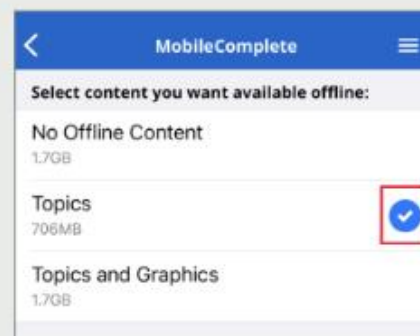 MobileComplete
Select content you want available offline:
No Offline Content
1.7GB
Topics
706MB
Topics and Graphics
1.7GB